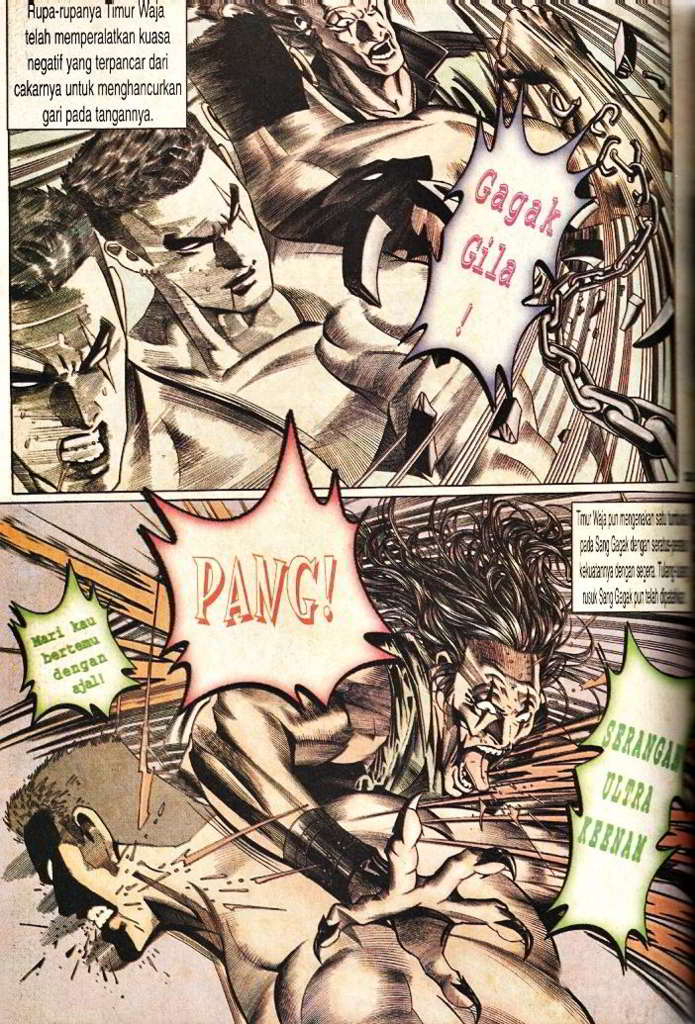 Rupa-rupanya Timur Waja
telah memperalatkan kuasa
negatif yang terpancar dari
cakarnya untuk menghancurkan
gari pada tangannya.
Gagak
Gila
!
PANG!
Timur Waja pun mengenakan satu
pada Sang Gagak dengan
kekuatannya dengan segera.
rusuk Sang Gagak pun telah dipatahkan
Mari kau
bertemu
dengan
ajal!
SERANGAN
ULTRA
KEENAM